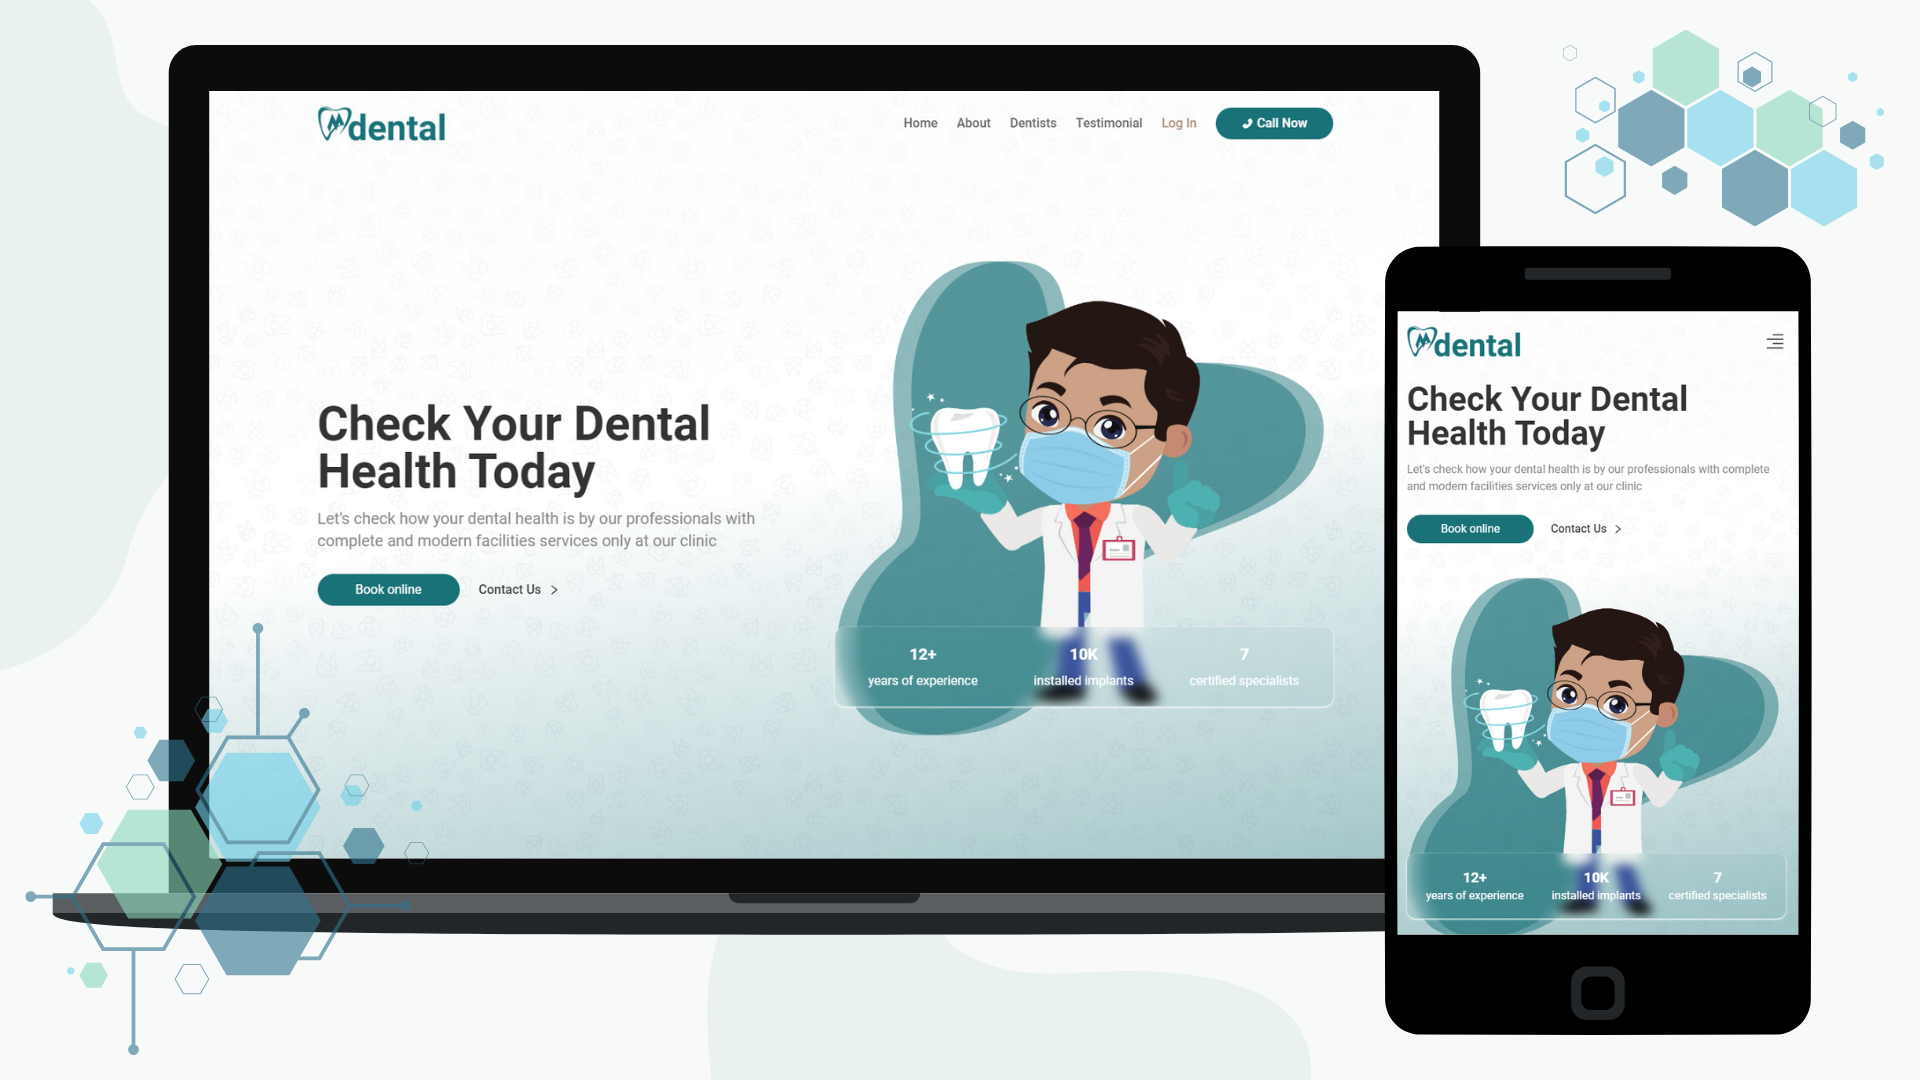 dental
Home About Dentists Testimonial Log In Call Now
Check Your Dental
Health Today
Let's check how your dental health is by our professionals with
complete and modern facilities services only at our clinic
Book online Contact Us >
12+ 10K 7
years of experience installed implants certified specialists
dental
Check Your Dental
Health Today
Let's check how your dental health is by our professionals with complete
and modern facilities services only at our clinic
Book online Contact Us >
12+ 10K 7
years of experience installed implants certified specialists